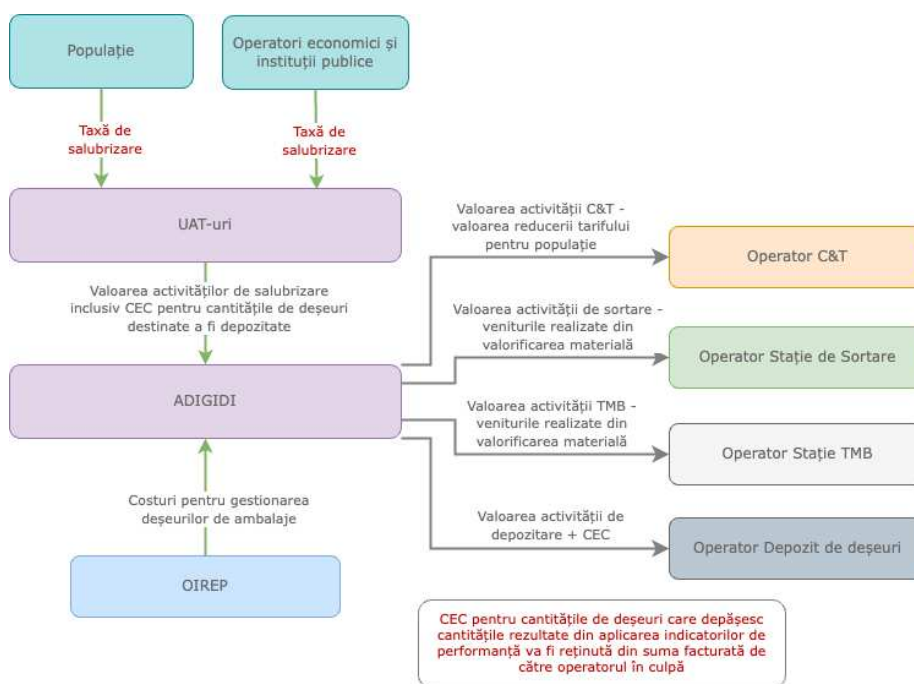 Populație
Operatori economici și
instituții publice
Taxă de
salubrizare
Taxă de
salubrizare
UAT-uri
Valoarea activităților de salubrizare
inclusiv CEC pentru cantitățile de deșeuri
destinate a fi depozitate
ADIGIDI
Costuri pentru gestionarea
deșeurilor de ambalaje
OIREP
Valoarea activității C&T -
valoarea reducerii tarifului
pentru populație
Operator C&T
Valoarea activității de sortare -
veniturile realizate din
valorificarea materială
Operator Stație de Sortare
Valoarea activității TMB -
veniturile realizate din
valorificarea materială
Operator Stație TMB
Valoarea activității de
depozitare + CEC
Operator Depozit de deșeuri
CEC pentru cantitățile de deșeuri care depășesc
cantitățile rezultate din aplicarea indicatorilor de
performanță va fi reținută din suma facturată de
către operatorul în culpă